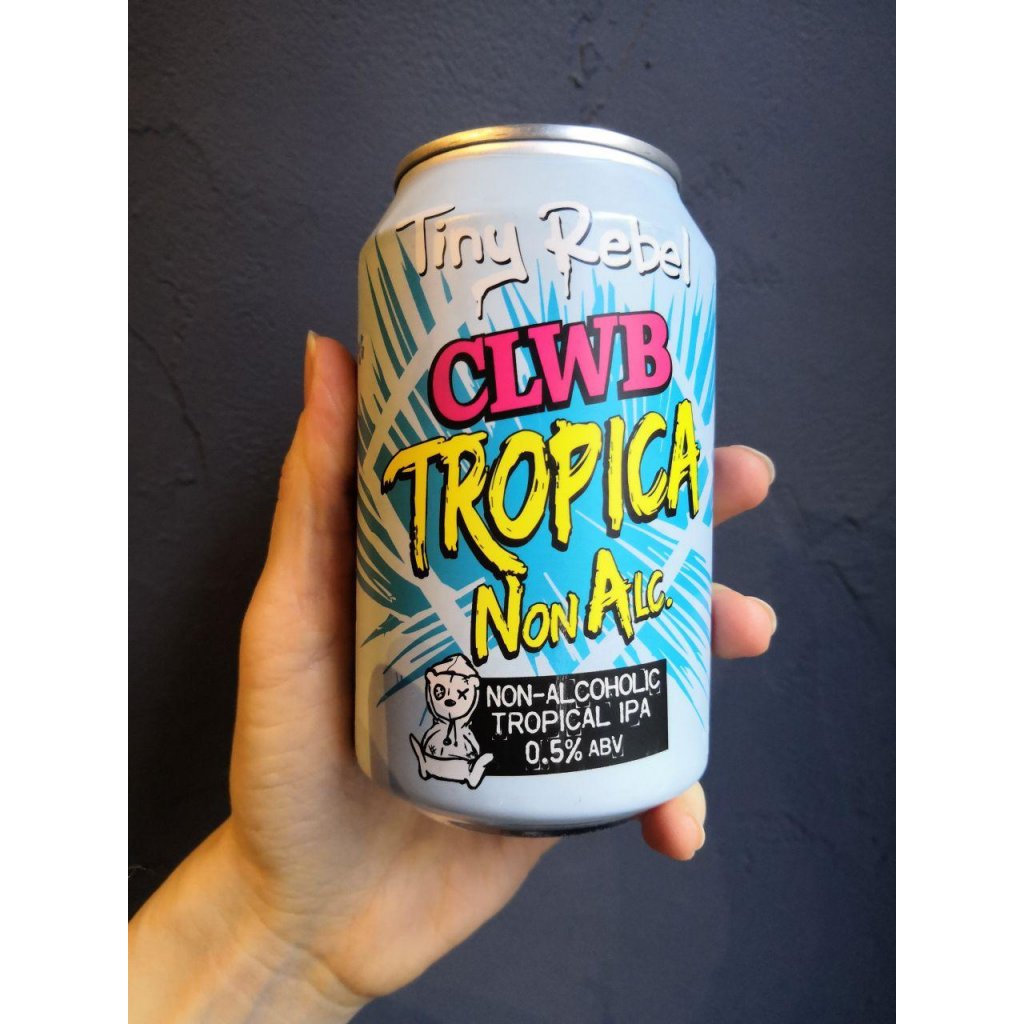 Tiny Rebel
CLWB
TROPICA
NON ALC.
NON-ALCOHOLIC
TROPICAL IPA
0.5% ABV